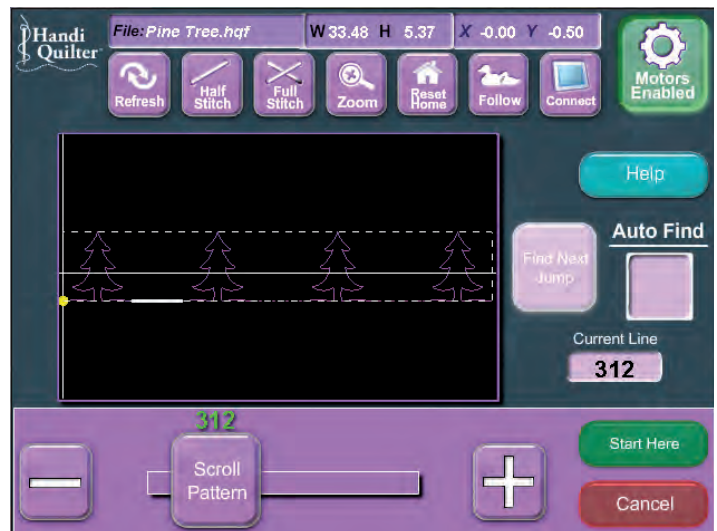 Handi
Quilter
File: Pine Tree.hqf W 33.48 H 5.37 X -0.00 Y -0.50
Refresh
Half
Stitch
Full
Stitch
Zoom
Reset
Home
Follow
Connect
Motors
Enabled
Help
Find Next
Jump
Auto Find
Current Line
312
312
Scroll
Pattern
Start Here
Cancel